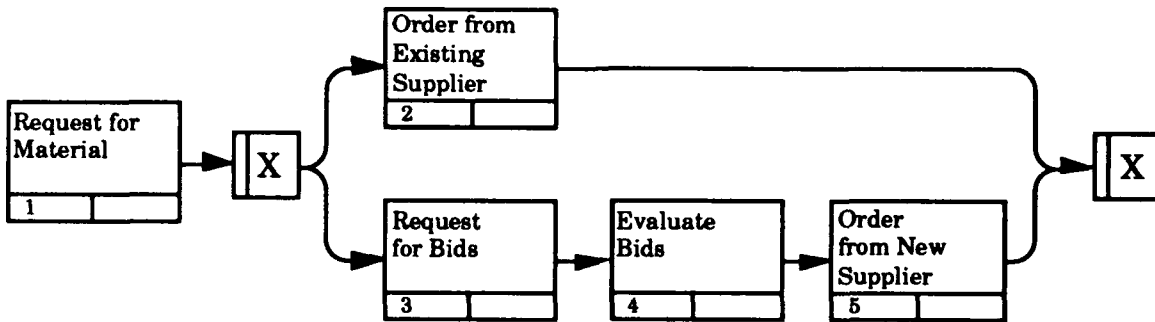 Request for
Material
1
X
Order from
Existing
Supplier
2
Request
for Bids
3
Evaluate
Bids
4
Order
from New
Supplier
5
X